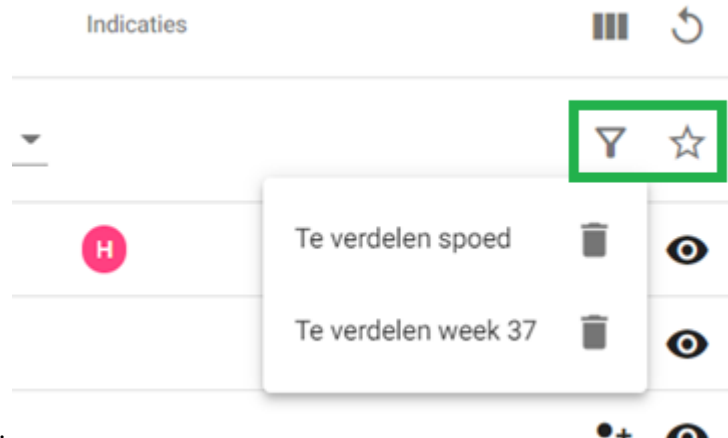 Indicaties
H
Te verdelen spoed
Te verdelen week 37
.